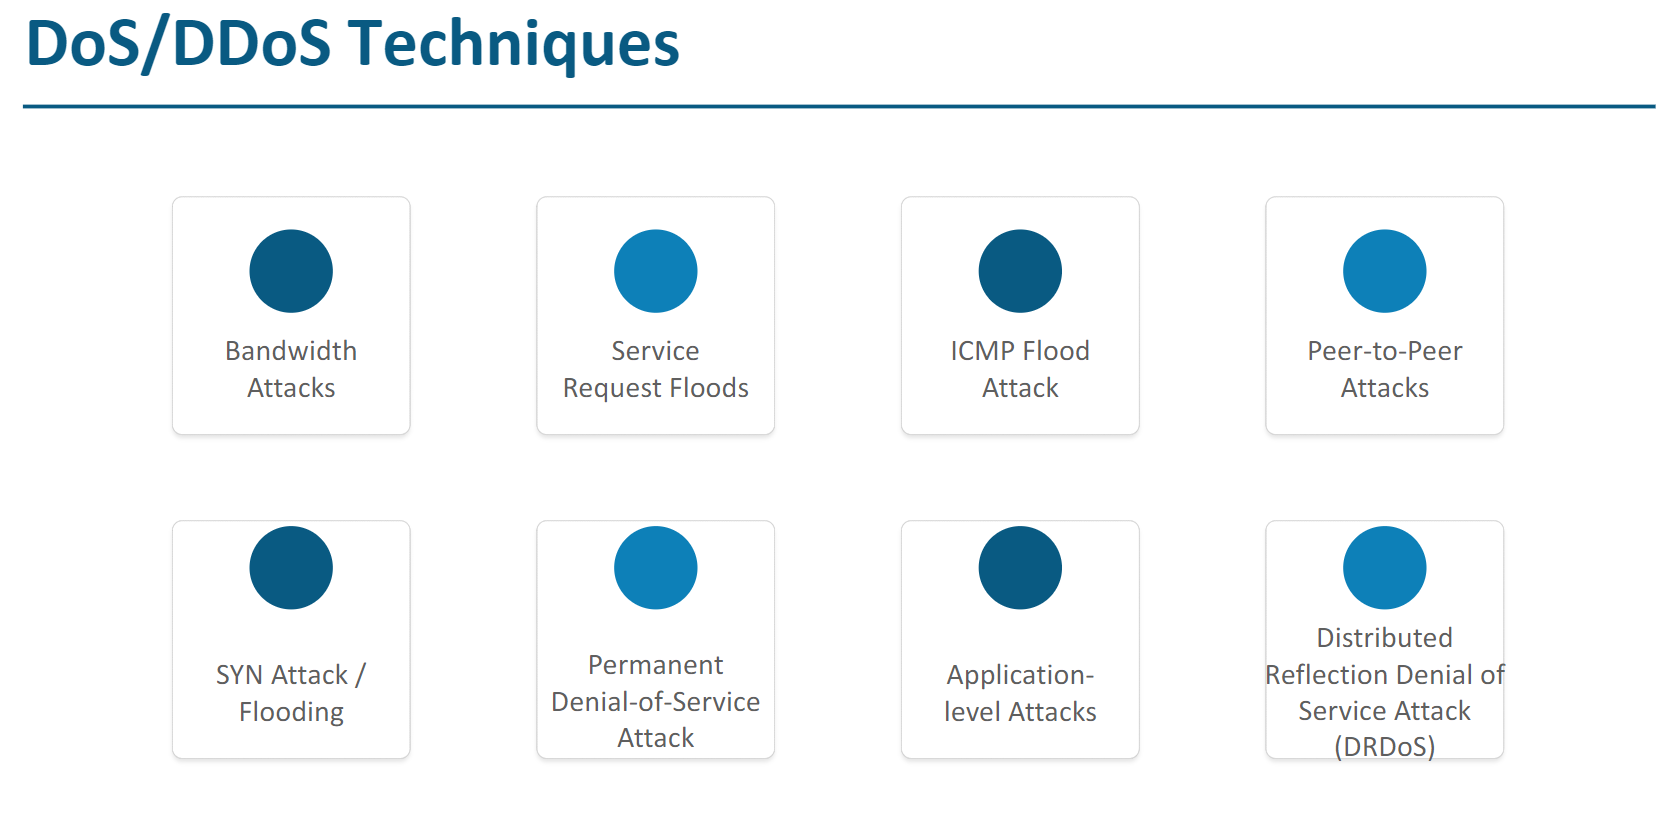 DoS/DDoS Techniques
Bandwidth
Attacks
Service
Request Floods
ICMP Flood
Attack
Peer-to-Peer
Attacks
SYN Attack /
Flooding
Permanent
Denial-of-Service
Attack
Application-
level Attacks
Distributed
Reflection Denial of
Service Attack
(DRDoS)